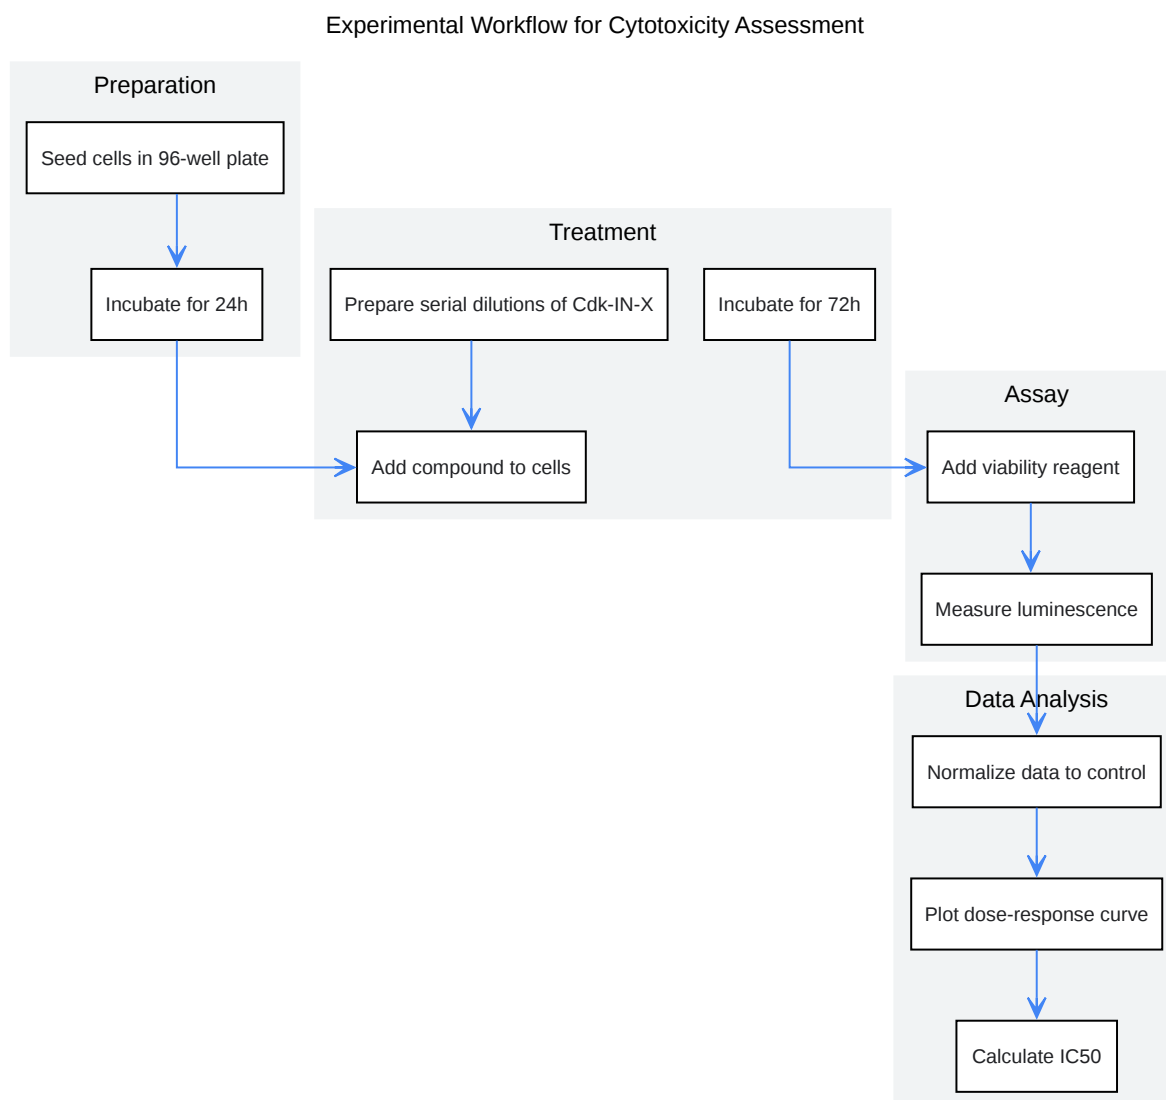 Experimental Workflow for Cytotoxicity Assessment
Preparation
Seed cells in 96-well plate
Incubate for 24h
Treatment
Prepare serial dilutions of Cdk-IN-X
Incubate for 72h
Add compound to cells
Assay
Add viability reagent
Measure luminescence
Data Analysis
Normalize data to control
Plot dose-response curve
Calculate IC50